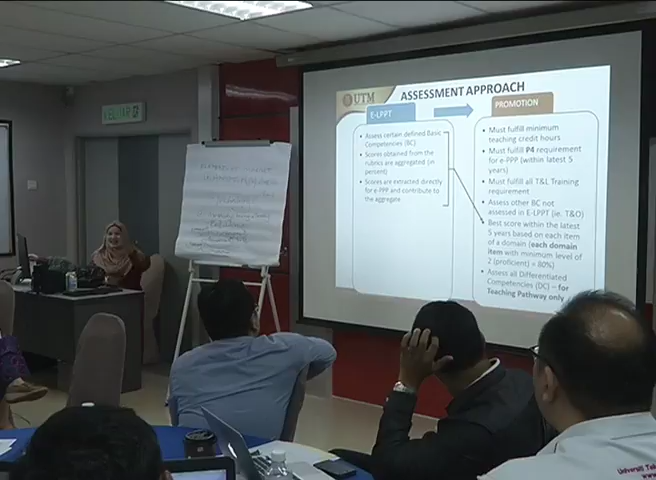 KELUAR
UTM
ASSESSMENT APPROACH
E-LPPT
PROMOTION
• Assess certain defined Basic
Competencies (BC)
• Scores obtained from the
rubrics are aggregated (in
percent)
• Scores are extracted directly
for e-PPP and contribute to
the aggregate
• Must fulfill minimum
teaching credit hours
• Must fulfill P4 requirement
for e-PPP (within latest 5
years)
• Must fulfill all T&L Training
requirement
• Assess other BC not
assessed in E-LPPT (ie. T&O)
• Best score within the latest
5 years based on each item
of a domain (each domain
item with minimum level of
2 (proficient) = 80%)
• Assess all Differentiated
Competencies (DC) – for
Teaching Pathway only